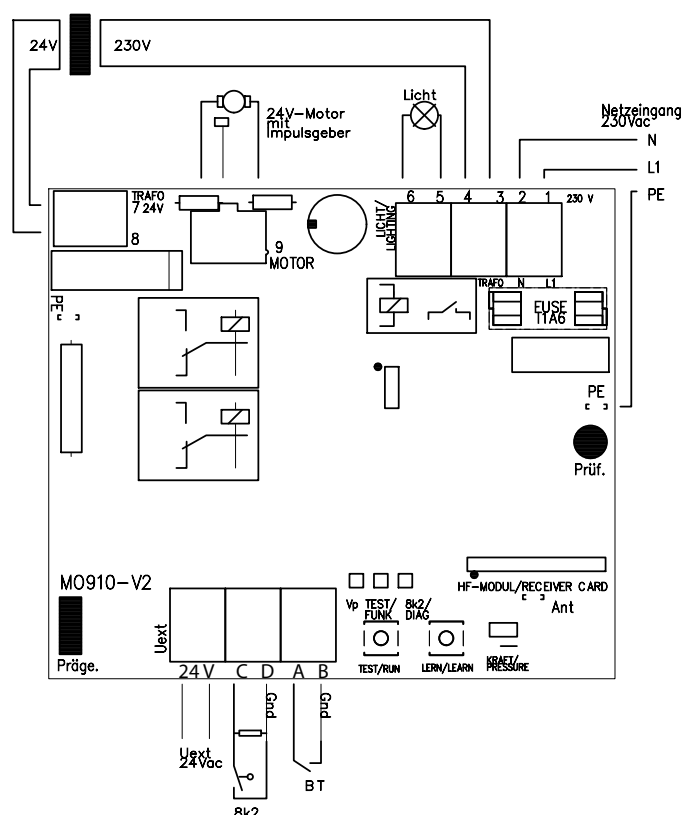 24V
230V
24V-Motor
mit
Impulsgeber
Licht
Netzeingang
230Vac
N
L1
PE
TRAFO
7 24V
8
9
MOTOR
LICHT/
LIGHTING
6 5 4 3 2 1 230 V
TRAFO N L1
FUSE
T1A6
PE
PE
Prüf.
MO910-V2
HF-MODUL/RECEIVER CARD
Ant
Vp TEST/ 8k2/
FUNK DIAG
Uext
Präge.
TEST/RUN
LERN/LEARN
KRAFT/
PRESSURE
24 V C D A B
Gnd
Gnd
Uext
24Vac
BT
8k2